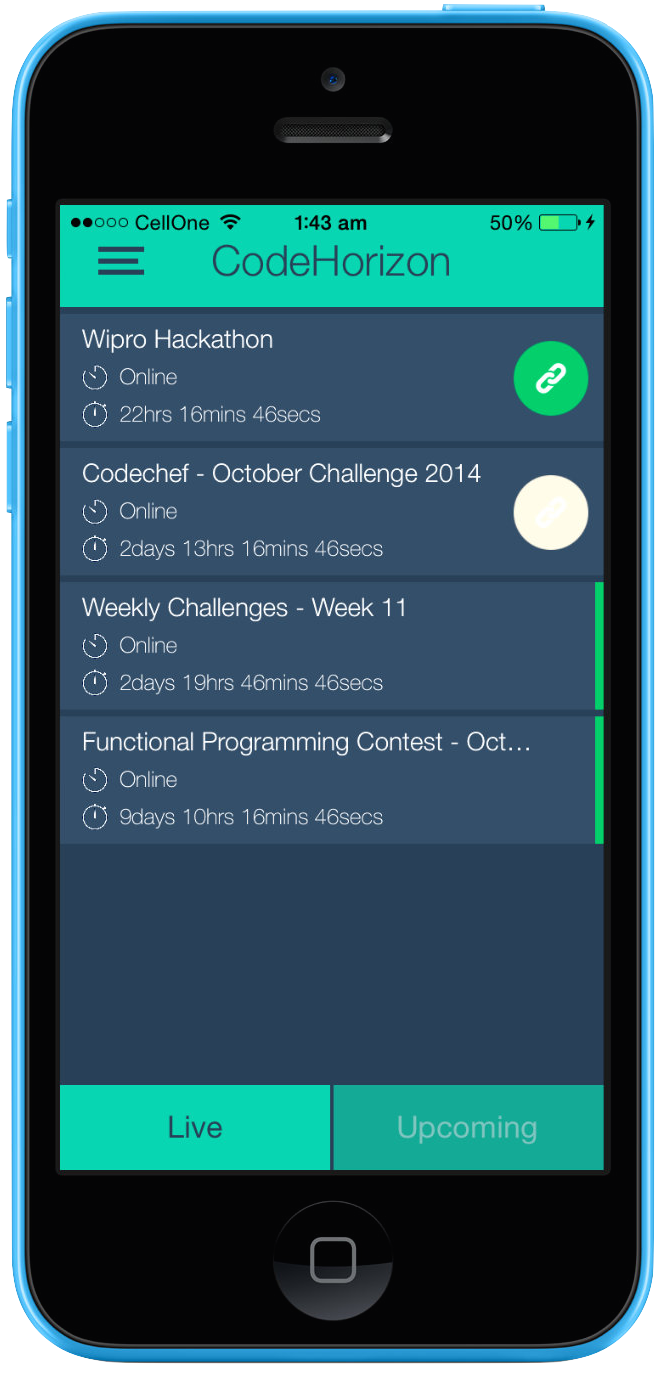 CellOne 1:43 am 50%
CodeHorizon
Wipro Hackathon
Online
22hrs 16mins 46secs
Codechef - October Challenge 2014
Online
2days 13hrs 16mins 46secs
Weekly Challenges - Week 11
Online
2days 19hrs 46mins 46secs
Functional Programming Contest - Oct...
Online
9days 10hrs 16mins 46secs
Live Upcoming